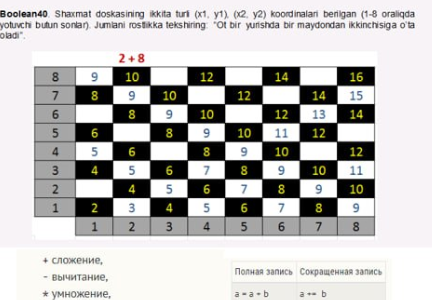 Boolean40. Shaxmat doskasining ikkita turli (x1, y1), (x2, y2) koordinalari berilgan (1-8 oraliqda
yotuvchi butun sonlar). Jumlani rostlikka tekshiring: "Ot bir yurishda bir maydondan ikkinchisiga o'ta
oladi".
2 + 8
8 9 10 12 14 16
7 8 9 10 12 14 15
6 8 9 10 12 13 14
5 6 8 9 10 11 12
4 5 6 8 9 10 12
3 4 5 6 7 8 9 10 11
2 4 5 6 7 8 9 10
1 2 3 4 5 6 7 8 9
1 2 3 4 5 6 7 8
+ сложение,
- вычитание,
* умножение,
Полная запись Сокращенная запись
a = a + b a += b